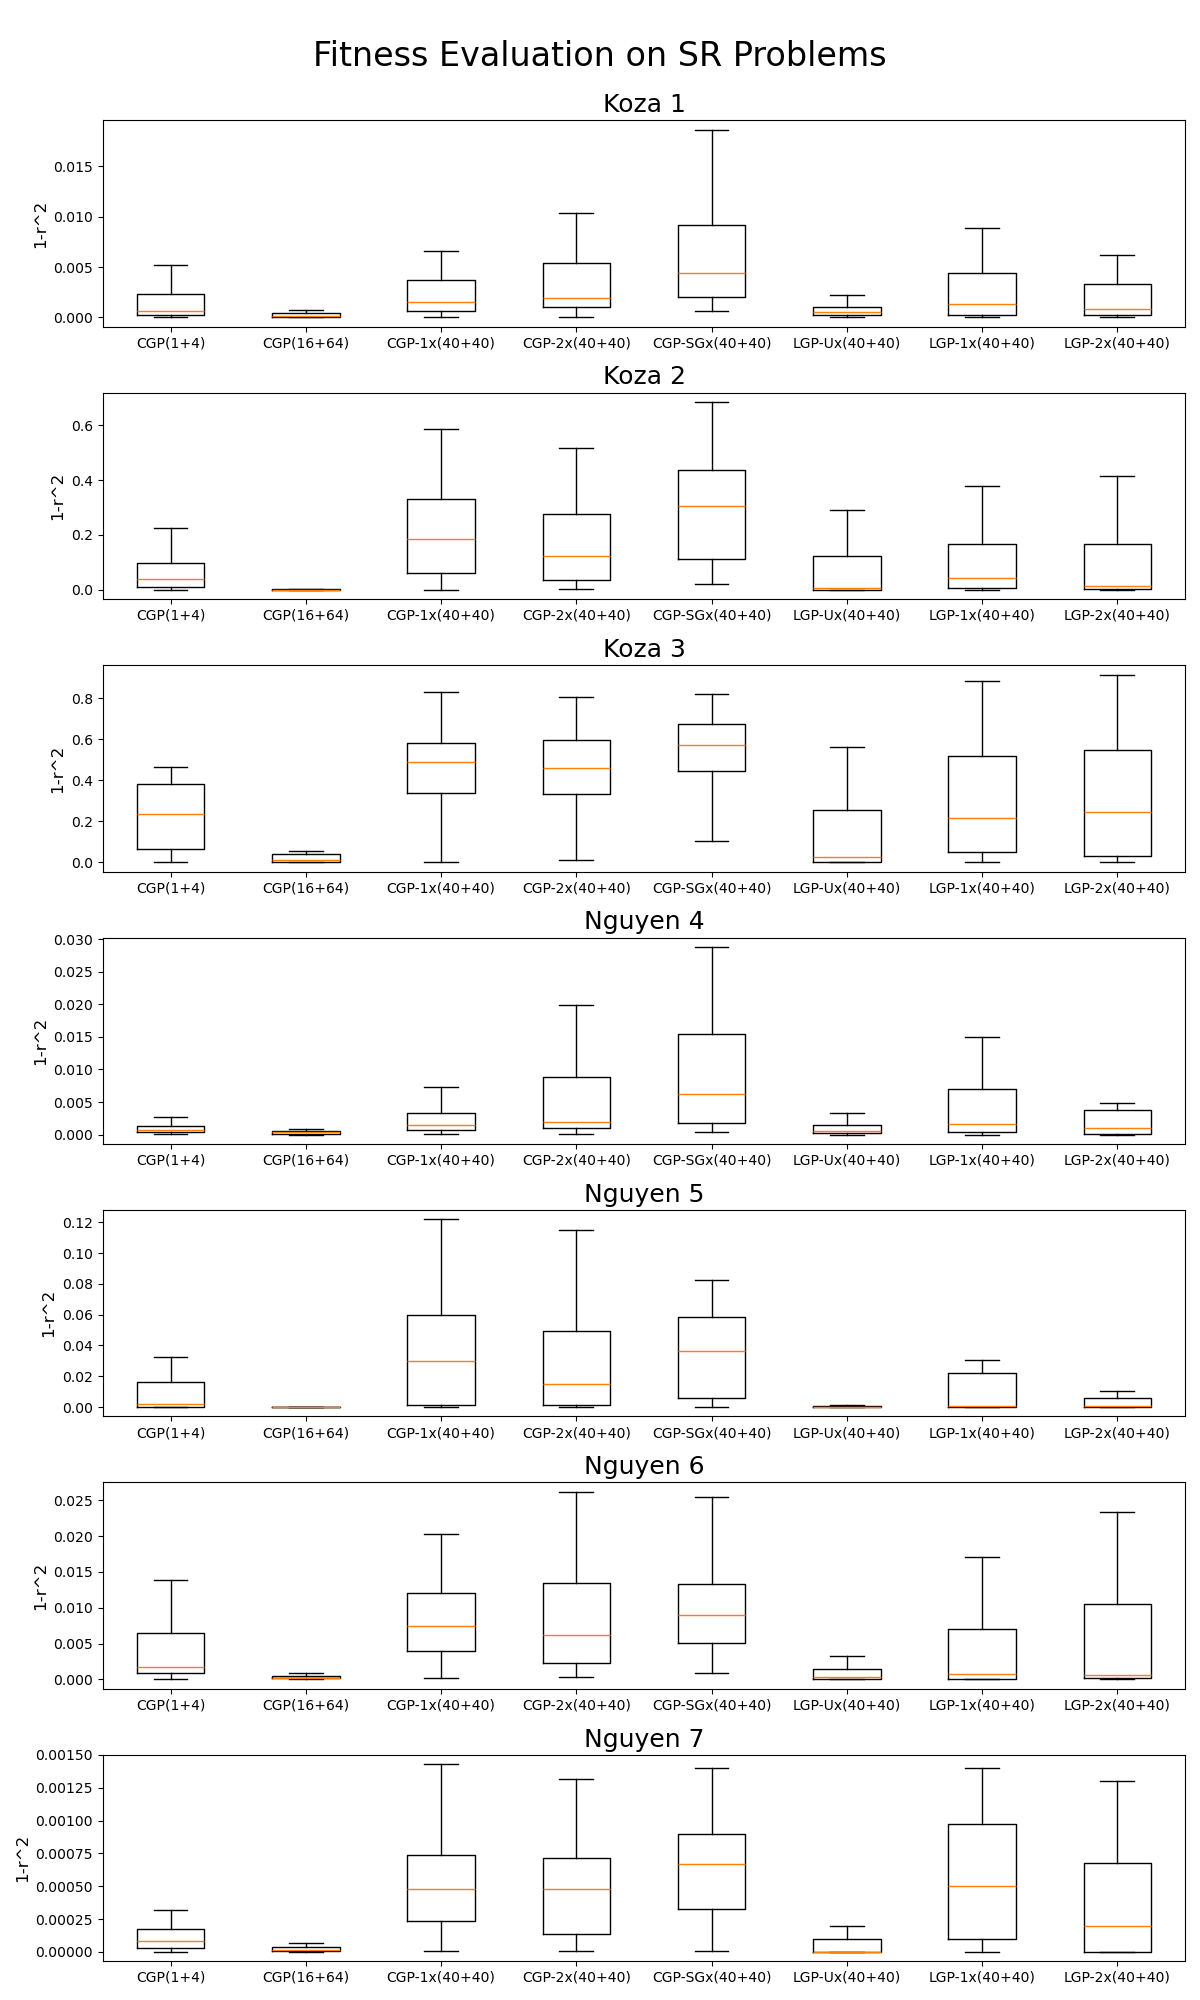 Fitness Evaluation on SR Problems
Koza 1
1-r^2
0.015
0.010
0.005
0.000
CGP(1+4) CGP(16+64) CGP-1x(40+40) CGP-2x(40+40) CGP-SGx(40+40) LGP-Ux(40+40) LGP-1x(40+40) LGP-2x(40+40)
Koza 2
1-r^2
0.6
0.4
0.2
0.0
CGP(1+4) CGP(16+64) CGP-1x(40+40) CGP-2x(40+40) CGP-SGx(40+40) LGP-Ux(40+40) LGP-1x(40+40) LGP-2x(40+40)
Koza 3
1-r^2
0.8
0.6
0.4
0.2
0.0
CGP(1+4) CGP(16+64) CGP-1x(40+40) CGP-2x(40+40) CGP-SGx(40+40) LGP-Ux(40+40) LGP-1x(40+40) LGP-2x(40+40)
Nguyen 4
1-r^2
0.030
0.025
0.020
0.015
0.010
0.005
0.000
CGP(1+4) CGP(16+64) CGP-1x(40+40) CGP-2x(40+40) CGP-SGx(40+40) LGP-Ux(40+40) LGP-1x(40+40) LGP-2x(40+40)
Nguyen 5
1-r^2
0.12
0.10
0.08
0.06
0.04
0.02
0.00
CGP(1+4) CGP(16+64) CGP-1x(40+40) CGP-2x(40+40) CGP-SGx(40+40) LGP-Ux(40+40) LGP-1x(40+40) LGP-2x(40+40)
Nguyen 6
1-r^2
0.025
0.020
0.015
0.010
0.005
0.000
CGP(1+4) CGP(16+64) CGP-1x(40+40) CGP-2x(40+40) CGP-SGx(40+40) LGP-Ux(40+40) LGP-1x(40+40) LGP-2x(40+40)
Nguyen 7
1-r^2
0.00150
0.00125
0.00100
0.00075
0.00050
0.00025
0.00000
CGP(1+4) CGP(16+64) CGP-1x(40+40) CGP-2x(40+40) CGP-SGx(40+40) LGP-Ux(40+40) LGP-1x(40+40) LGP-2x(40+40)